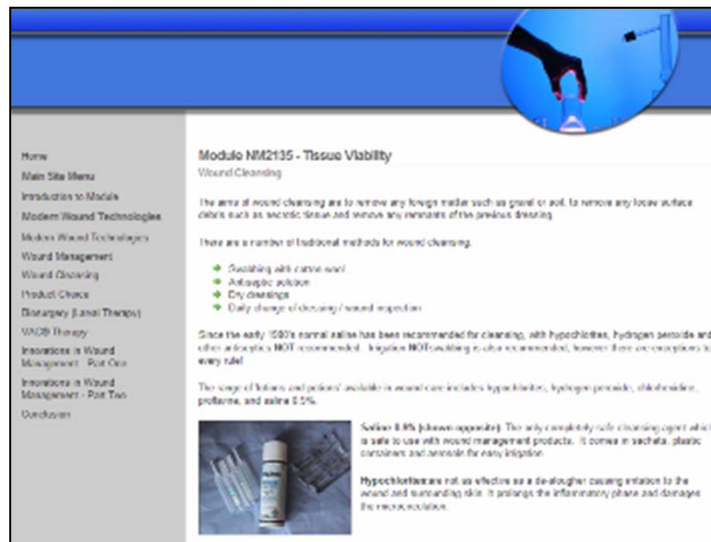 Module NM2135 - Tissue Viability
Wound Cleansing
Home
Main Site Menu
Introduction to Module
Modern Wound Technologies
Modern Wound Technologies
Wound Management
Wound Cleansing
Product Choice
Biosurgery (Larval Therapy)
VAC® Therapy
Innovations in Wound
Management - Part One
Innovations in Wound
Management - Part Two
Conclusion
The aims of wound cleansing are to remove any foreign matter such as gravel or soil, to remove any loose surface
debris such as necrotic tissue and remove any remnants of the previous dressing.
There are a number of traditional methods for wound cleansing:
Swabbing with cotton wool
Antiseptic solution
Dry dressings
Daily change of dressing / wound inspection
Since the early normal saline has been recommended for cleansing, with hypochlorites, hydrogen peroxide and
other antiseptics NOT recommended. Irrigation NOT swabbing is also recommended, however there are exceptions to
every rule!
The range of 'lotions and potions' available in wound care includes hypochlorites, hydrogen peroxide, chlorhexidine,
proflavine, and saline 0.9%.
Saline 0.9% (shown opposite). The only completely safe cleansing agent which
is safe to use with wound management products. It comes in sachets, plastic
containers and aerosols for easy irrigation.
Hypochlorites are not as effective as a de-slougher causing irritation to the
wound and surrounding skin. It prolongs the inflammatory phase and damages
the microcirculation.